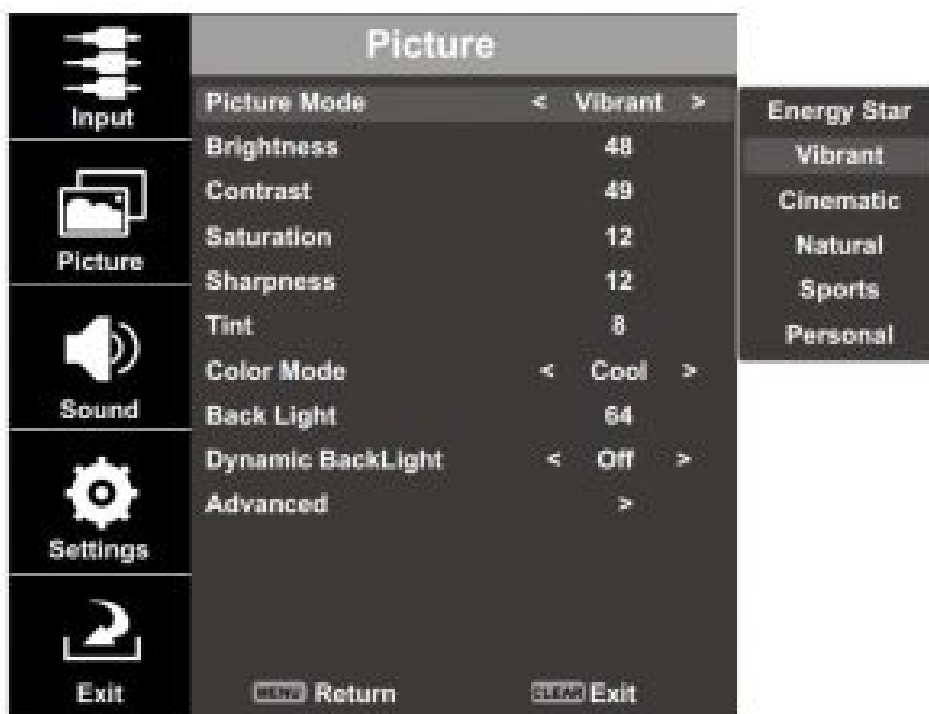 Input
Picture
Sound
Settings
Exit
Picture
Picture Mode < Vibrant >
Brightness 48
Contrast 49
Saturation 12
Sharpness 12
Tint 8
Color Mode < Cool >
Back Light 64
Dynamic BackLight < Off >
Advanced >
MENU Return CLEAR Exit
Energy Star
Vibrant
Cinematic
Natural
Sports
Personal